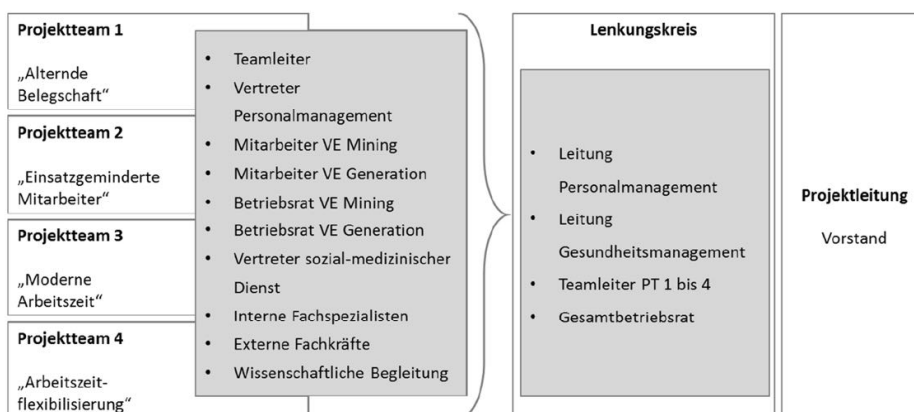 Projektteam 1
„Alternde
Belegschaft“
Projektteam 2
„Einsatzgeminderte
Mitarbeiter“
Projektteam 3
„Moderne
Arbeitszeit“
Projektteam 4
„Arbeitszeit-
flexibilisierung“
• Teamleiter
• Vertreter
Personalmanagement
• Mitarbeiter VE Mining
• Mitarbeiter VE Generation
• Betriebsrat VE Mining
• Betriebsrat VE Generation
• Vertreter sozial-medizinischer
Dienst
• Interne Fachspezialisten
• Externe Fachkräfte
• Wissenschaftliche Begleitung
Lenkungskreis
• Leitung
Personalmanagement
• Leitung
Gesundheitsmanagement
• Teamleiter PT 1 bis 4
• Gesamtbetriebsrat
Projektleitung
Vorstand